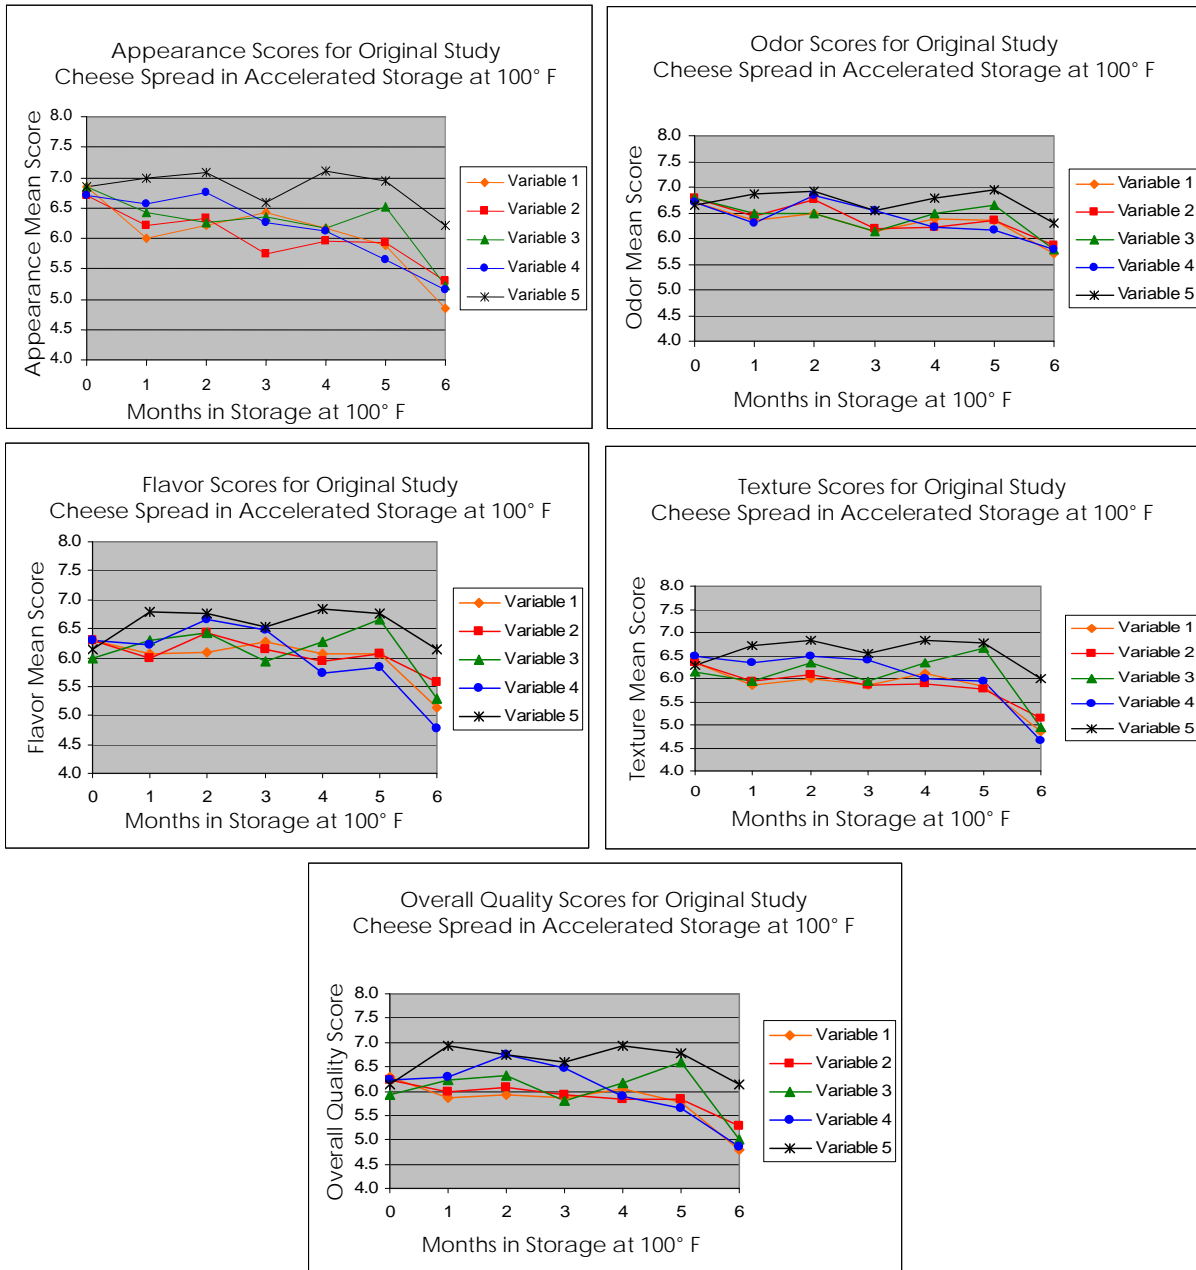 Appearance Scores for Original Study
Cheese Spread in Accelerated Storage at 100° F
Appearance Mean Score
8.0
7.5
7.0
6.5
6.0
5.5
5.0
4.5
4.0
0 1 2 3 4 5 6
Months in Storage at 100° F
Variable 1
Variable 2
Variable 3
Variable 4
Variable 5
Odor Scores for Original Study
Cheese Spread in Accelerated Storage at 100° F
Odor Mean Score
8.0
7.5
7.0
6.5
6.0
5.5
5.0
4.5
4.0
0 1 2 3 4 5 6
Months in Storage at 100° F
Variable 1
Variable 2
Variable 3
Variable 4
Variable 5
Flavor Scores for Original Study
Cheese Spread in Accelerated Storage at 100° F
Flavor Mean Score
8.0
7.5
7.0
6.5
6.0
5.5
5.0
4.5
4.0
0 1 2 3 4 5 6
Months in Storage at 100° F
Variable 1
Variable 2
Variable 3
Variable 4
Variable 5
Texture Scores for Original Study
Cheese Spread in Accelerated Storage at 100° F
Texture Mean Score
8.0
7.5
7.0
6.5
6.0
5.5
5.0
4.5
4.0
0 1 2 3 4 5 6
Months in Storage at 100° F
Variable 1
Variable 2
Variable 3
Variable 4
Variable 5
Overall Quality Scores for Original Study
Cheese Spread in Accelerated Storage at 100° F
Overall Quality Score
8.0
7.5
7.0
6.5
6.0
5.5
5.0
4.5
4.0
0 1 2 3 4 5 6
Months in Storage at 100° F
Variable 1
Variable 2
Variable 3
Variable 4
Variable 5